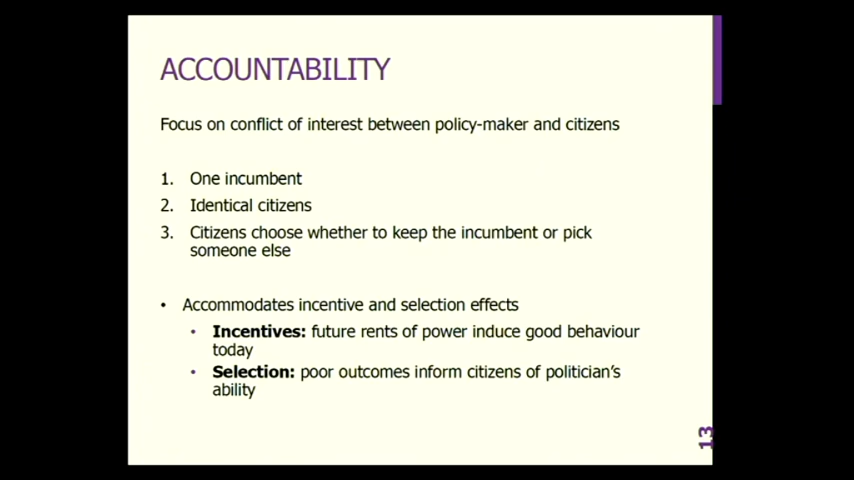 ACCOUNTABILITY
Focus on conflict of interest between policy-maker and citizens
1. One incumbent
2. Identical citizens
3. Citizens choose whether to keep the incumbent or pick
someone else
• Accommodates incentive and selection effects
• Incentives: future rents of power induce good behaviour
today
• Selection: poor outcomes inform citizens of politician's
ability
13